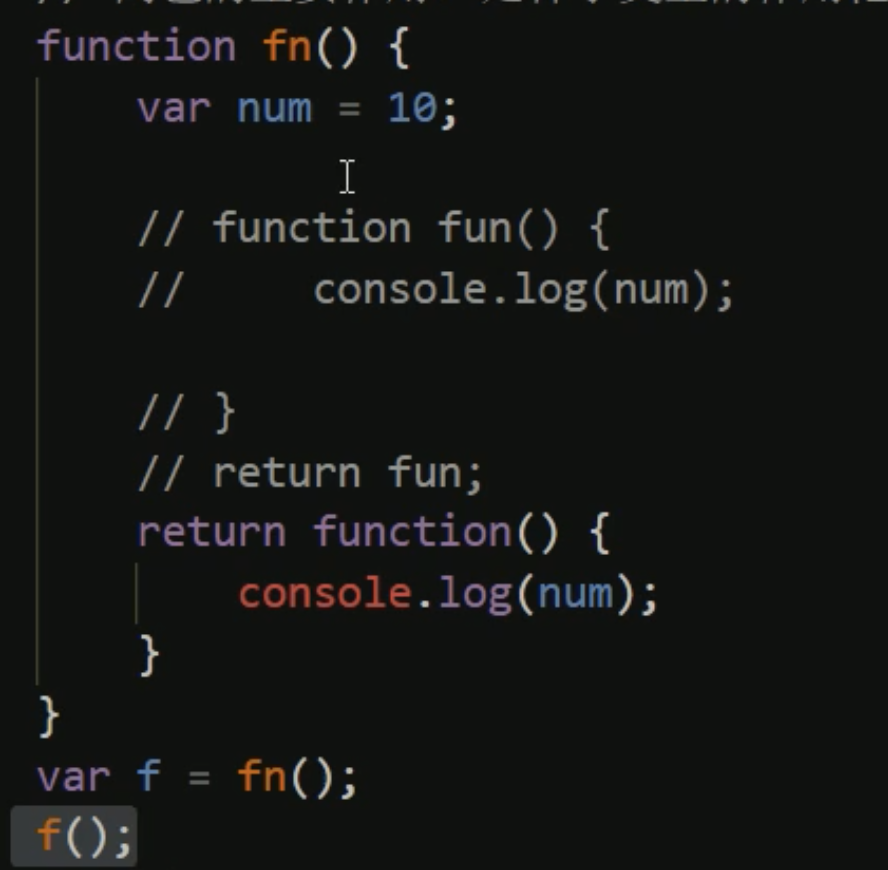 function fn() {
    var num = 10;
    // function fun() {
    //     console.log(num);
    // }
    // return fun;
    return function() {
        console.log(num);
    }
}
var f = fn();
f();